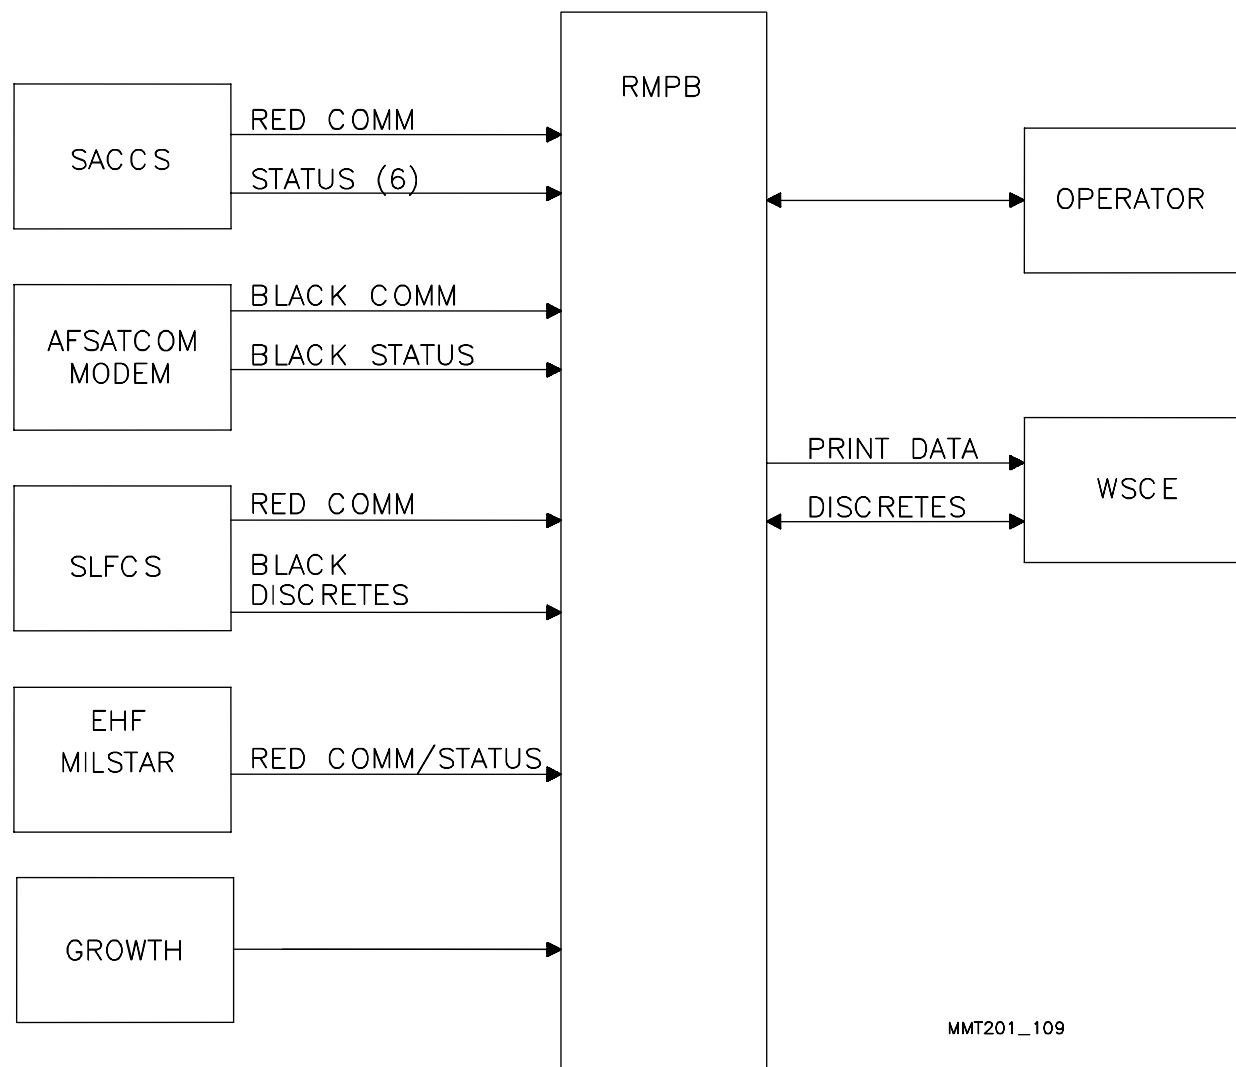 RMPB
SACCS
RED COMM
STATUS (6)
OPERATOR
AFSATCOM
MODEM
BLACK COMM
BLACK STATUS
PRINT DATA
DISCRETES
WSCE
SLFCS
RED COMM
BLACK
DISCRETES
EHF
MILSTAR
RED COMM/STATUS
GROWTH
MMT201_109